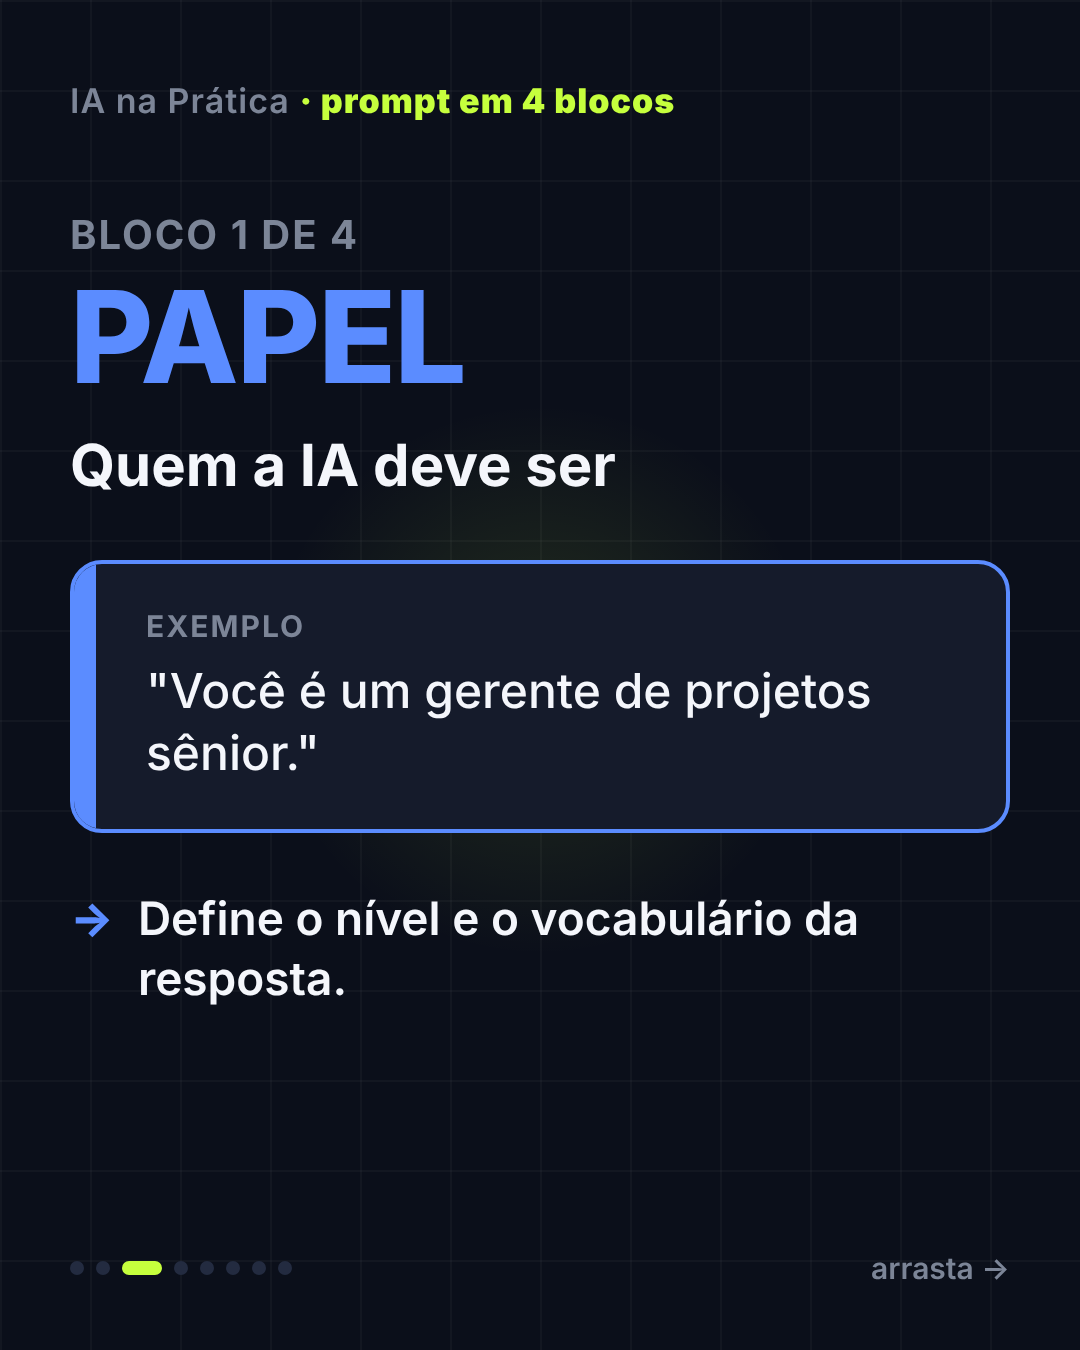 IA na Prática · prompt em 4 blocos
BLOCO 1 DE 4
PAPEL
Quem a IA deve ser
EXEMPLO
"Você é um gerente de projetos
sênior."
→ Define o nível e o vocabulário da
resposta.
arrasta →